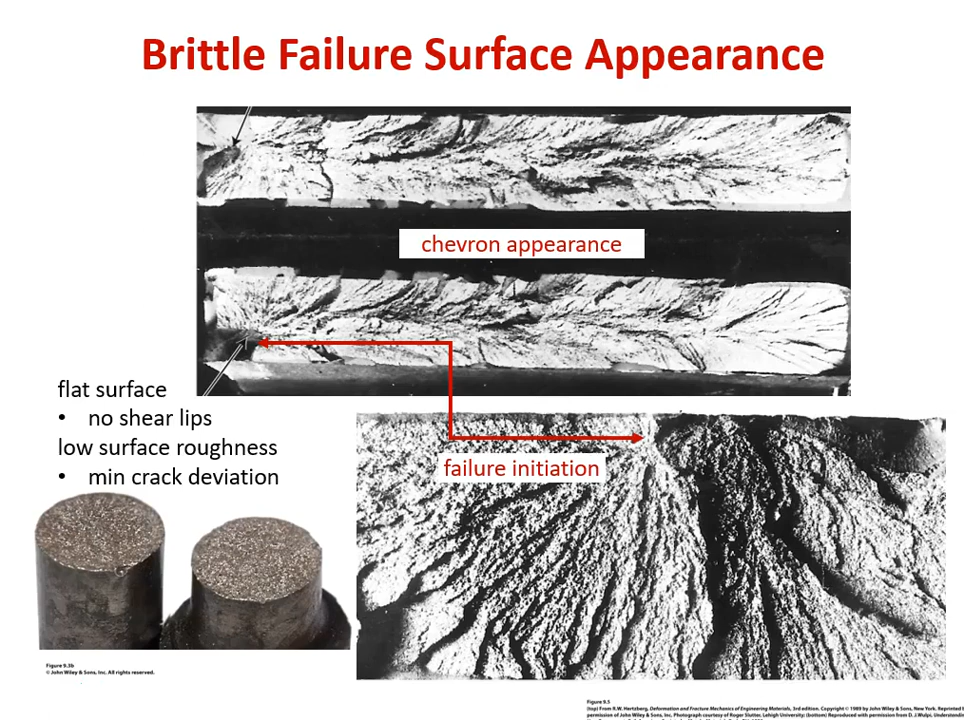 Brittle Failure Surface Appearance
chevron appearance
flat surface
• no shear lips
low surface roughness
• min crack deviation
failure initiation
Figure 9.3b
© John Wiley & Sons, Inc. All rights reserved.
Figure 9.5
(top) From R.W. Hertzberg, Deformation and Fracture Mechanics of Engineering Materials, 3rd edition. Copyright © 1989 by John Wiley & Sons, New York. Reprinted
permission of John Wiley & Sons, Inc. Photograph courtesy of Roger Slutter, Lehigh University; (bottom) Reproduced with permission from D. J. Wulpi, Understanding